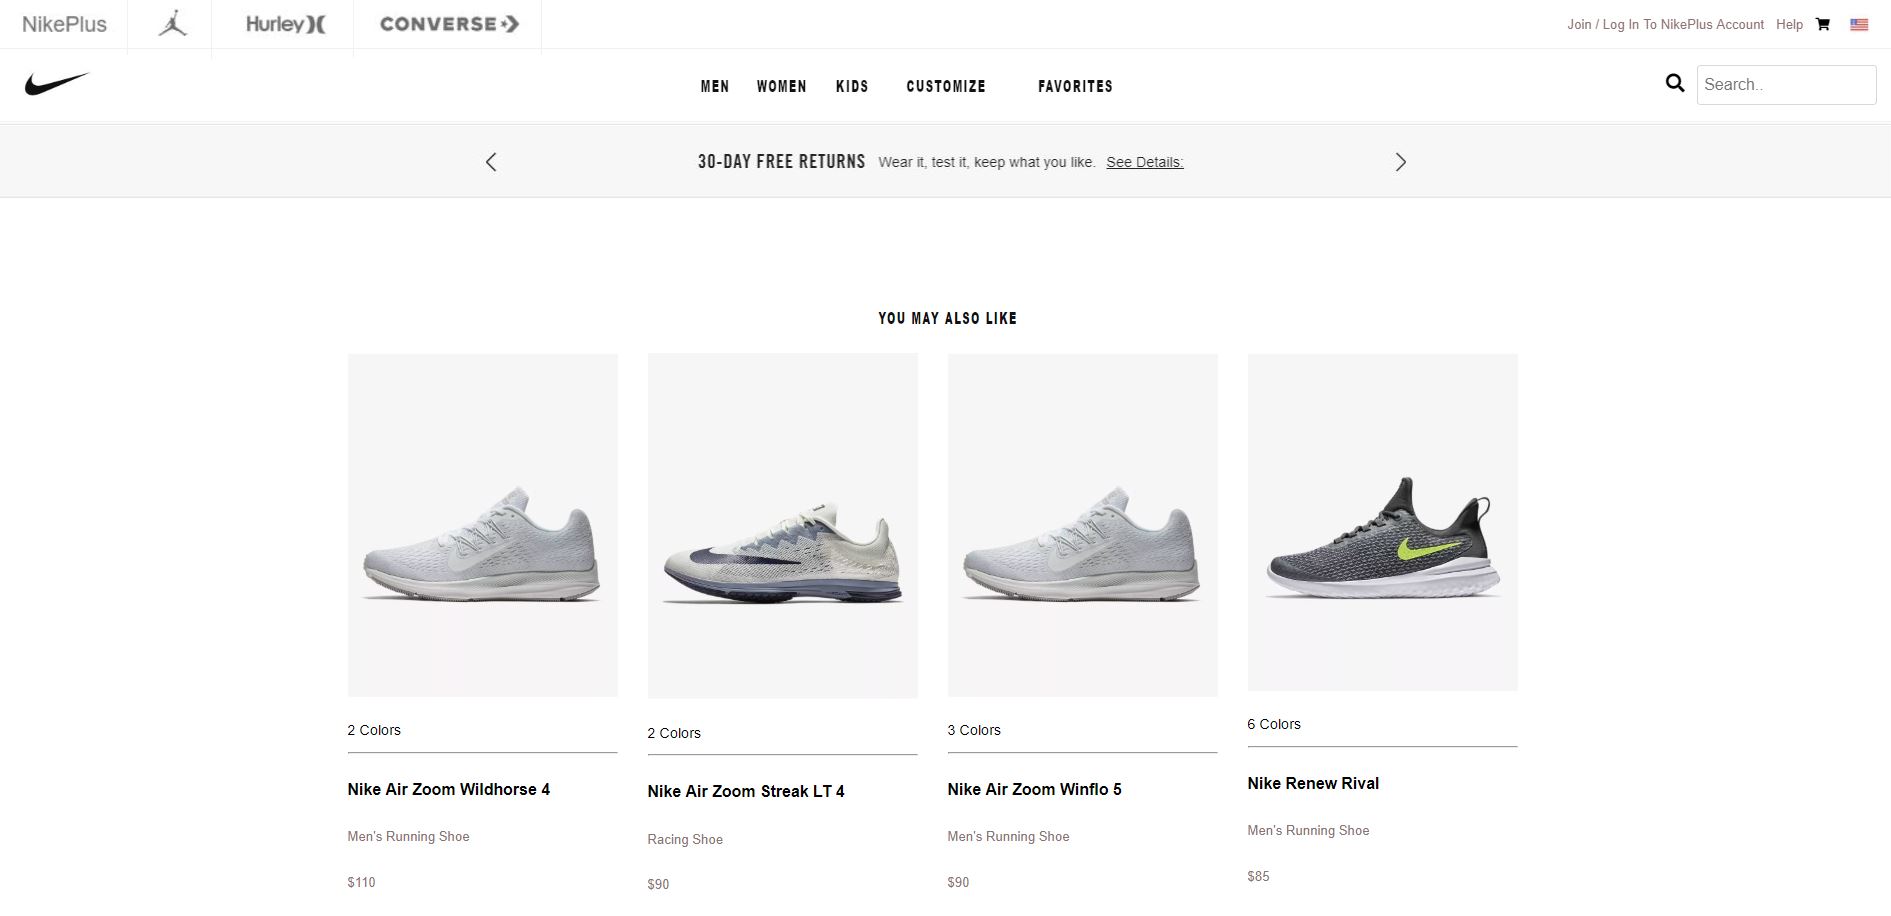 NikePlus
Hurley
CONVERSE
Join / Log In To NikePlus Account Help
MEN WOMEN KIDS CUSTOMIZE FAVORITES
Search..
30-DAY FREE RETURNS Wear it, test it, keep what you like. See Details:
YOU MAY ALSO LIKE
2 Colors
Nike Air Zoom Wildhorse 4
Men's Running Shoe
$110
2 Colors
Nike Air Zoom Streak LT 4
Racing Shoe
$90
3 Colors
Nike Air Zoom Winflo 5
Men's Running Shoe
$90
6 Colors
Nike Renew Rival
Men's Running Shoe
$85